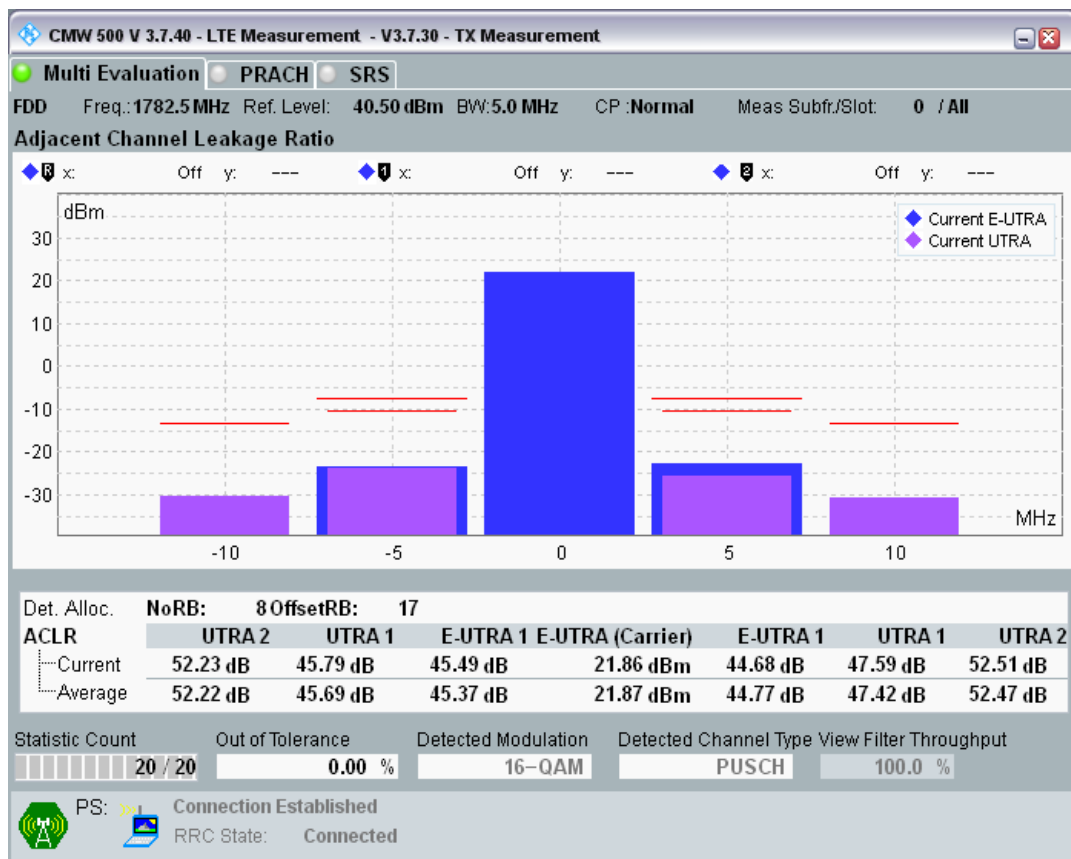 CMW 500 V 3.7.40 - LTE Measurement - V3.7.30 - TX Measurement
Multi Evaluation PRACH SRS
FDD Freq.:1782.5 MHz Ref. Level: 40.50 dBm BW:5.0 MHz CP :Normal Meas Subfr./Slot: 0 / All
Adjacent Channel Leakage Ratio
R x: Off y: --- 1 x: Off y: --- 2 x: Off y: ---
dBm
Current E-UTRA
Current UTRA
30
20
10
0
-10
-20
-30
MHz
-10 -5 0 5 10
Det. Alloc. NoRB: 8 OffsetRB: 17
ACLR UTRA 2 UTRA 1 E-UTRA 1 E-UTRA (Carrier) E-UTRA 1 UTRA 1 UTRA 2
Current 52.23 dB 45.79 dB 45.49 dB 21.86 dBm 44.68 dB 47.59 dB 52.51 dB
Average 52.22 dB 45.69 dB 45.37 dB 21.87 dBm 44.77 dB 47.42 dB 52.47 dB
Statistic Count Out of Tolerance Detected Modulation Detected Channel Type View Filter Throughput
20 / 20 0.00 % 16-QAM PUSCH 100.0 %
PS: Connection Established
RRC State: Connected